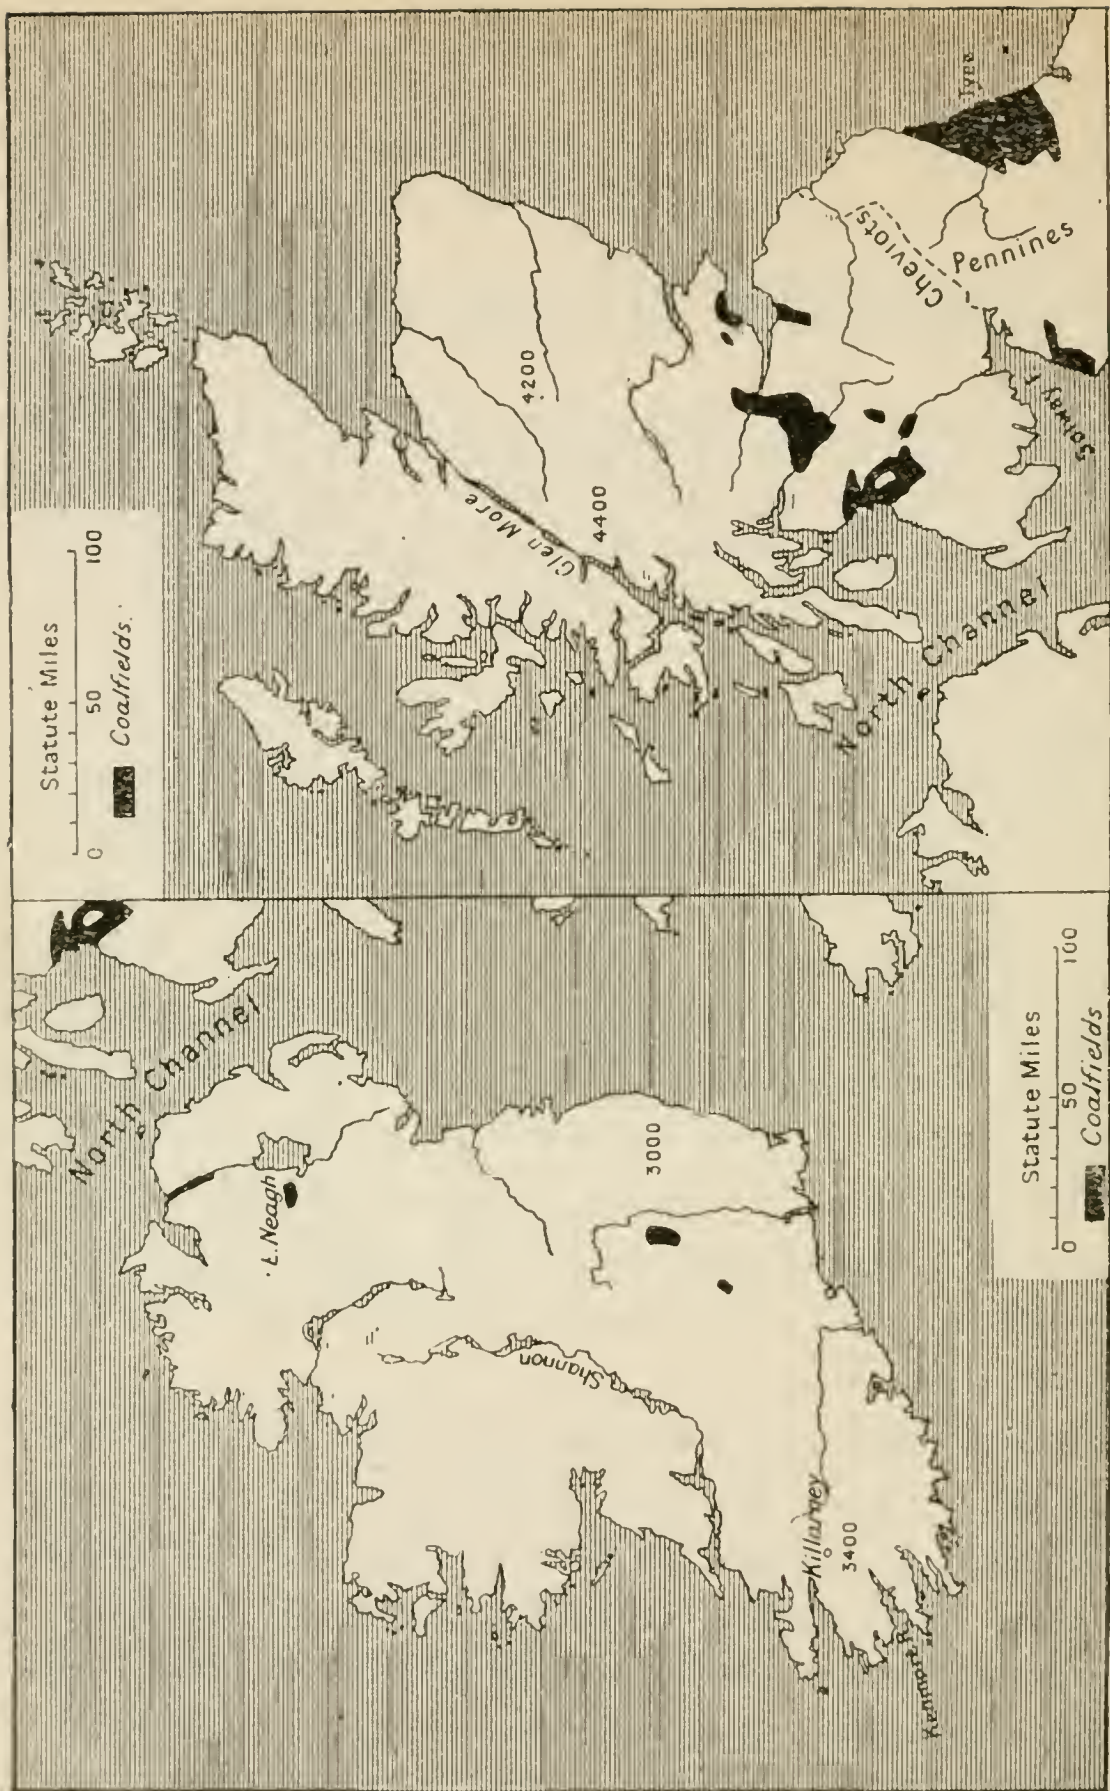 Statute Miles
0 50 100
Coalfields.
4200
4400
Glen More
Tyne
Cheviots
Pennines
Solway F.
North Channel
North Channel
L. Neagh
Shannon
3000
Killarney
3400
Kenmare R.
Statute Miles
0 50 100
Coalfields